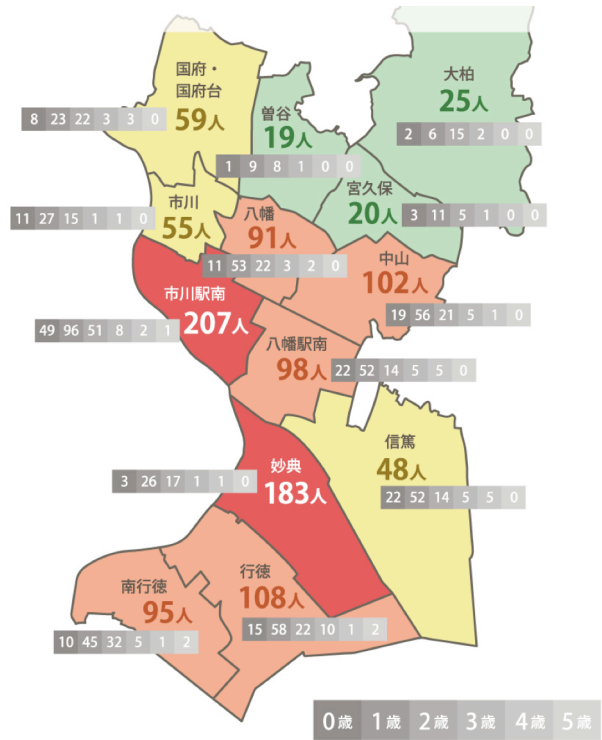 国府・
国府台
59人
8 23 22 3 3 0
曽谷
19人
1 9 8 1 0 0
大柏
25人
2 6 15 2 0 0
市川
55人
11 27 15 1 1 0
八幡
91人
11 53 22 3 2 0
宮久保
20人
3 11 5 1 0 0
中山
102人
19 56 21 5 1 0
市川駅南
207人
49 96 51 8 2 1
八幡駅南
98人
22 52 14 5 5 0
信篤
48人
22 52 14 5 5 0
妙典
183人
3 26 17 1 1 0
行徳
108人
15 58 22 10 1 2
南行徳
95人
10 45 32 5 1 2
0歳 1歳 2歳 3歳 4歳 5歳